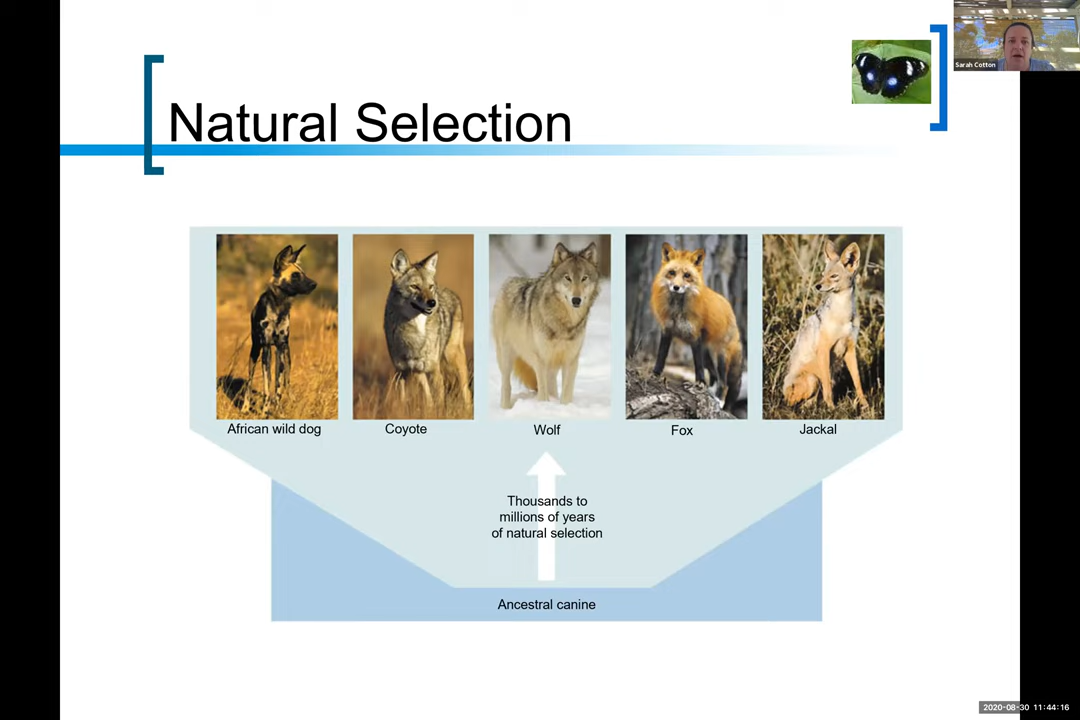 Sarah Cotton
Natural Selection
African wild dog
Coyote
Wolf
Fox
Jackal
Thousands to
millions of years
of natural selection
Ancestral canine
2020-08-30 11:44:16